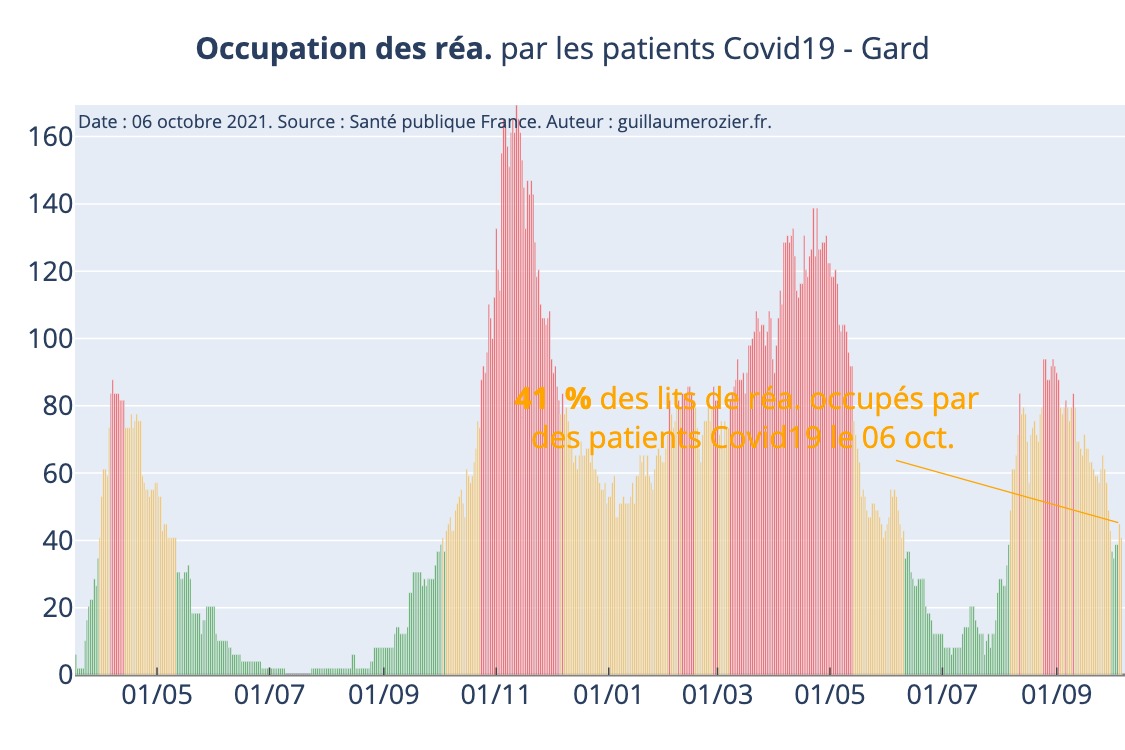 Occupation des réa. par les patients Covid19 - Gard
Date : 06 octobre 2021. Source : Santé publique France. Auteur : guillaumerozier.fr.
160
140
120
100
80
60
40
20
0
41 % des lits de réa. occupés par
des patients Covid19 le 06 oct.
01/05 01/07 01/09 01/11 01/01 01/03 01/05 01/07 01/09